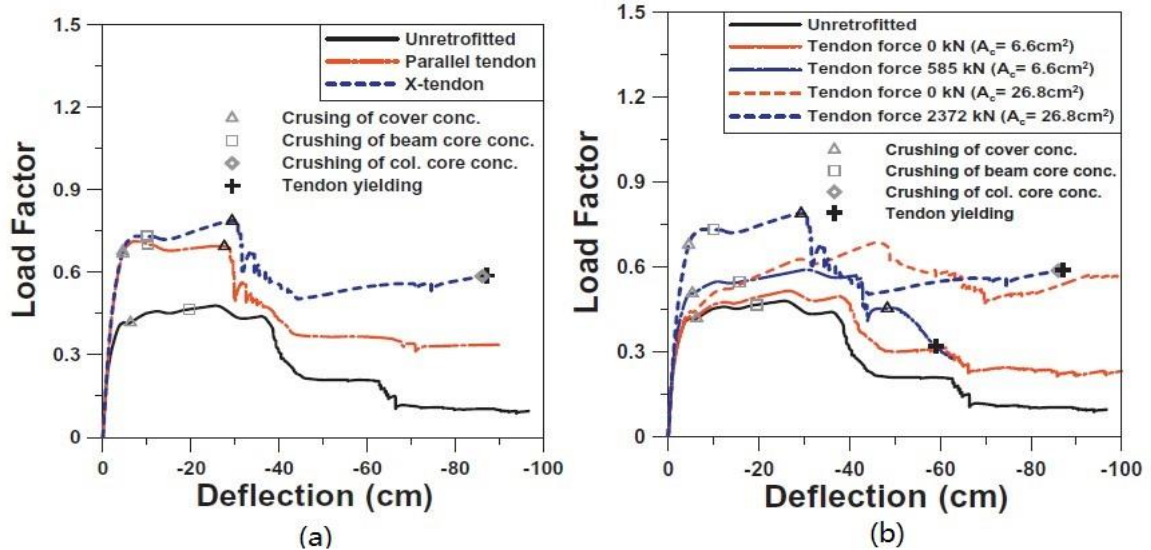 1.5
1.2
0.9
0.6
0.3
0
Load Factor
Unretrofitted
Parallel tendon
X-tendon
Crusing of cover conc.
Crushing of beam core conc.
Crushing of col. core conc.
Tendon yielding
0 -20 -40 -60 -80 -100
Deflection (cm)
(a)
1.5
1.2
0.9
0.6
0.3
0
Load Factor
Unretrofitted
Tendon force 0 kN (Ac= 6.6cm²)
Tendon force 585 kN (Ac= 6.6cm²)
Tendon force 0 kN (Ac= 26.8cm²)
Tendon force 2372 kN (Ac= 26.8cm²)
Crushing of cover conc.
Crushing of beam core conc.
Crushing of col. core conc.
Tendon yielding
0 -20 -40 -60 -80 -100
Deflection (cm)
(b)